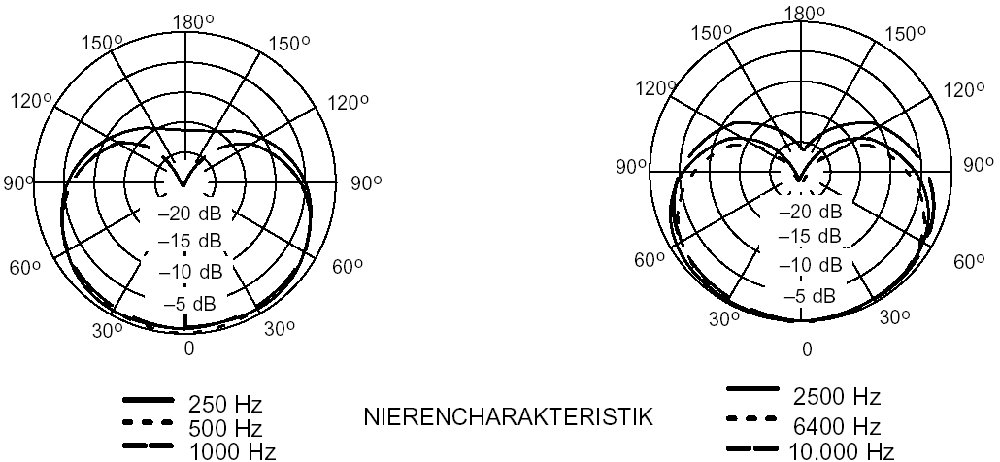 180°
150° 150°
120° 120°
90° 90°
60° 60°
30° 30°
0
–20 dB
–15 dB
–10 dB
–5 dB
250 Hz
500 Hz
1000 Hz
NIERENCHARAKTERISTIK
180°
150° 150°
120° 120°
90° 90°
60° 60°
30° 30°
0
–20 dB
–15 dB
–10 dB
–5 dB
2500 Hz
6400 Hz
10.000 Hz